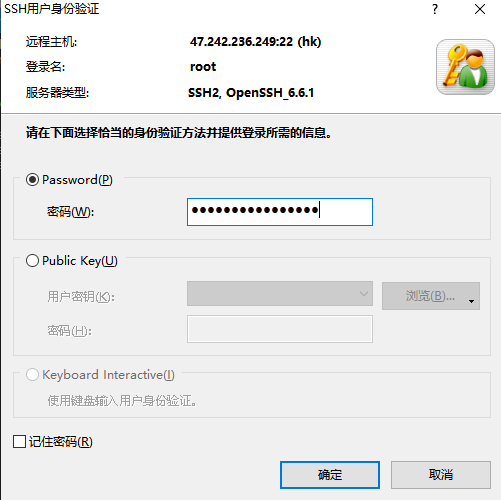 SSH用户身份验证
?
远程主机: 47.242.236.249:22 (hk)
登录名: root
服务器类型: SSH2, OpenSSH_6.6.1
请在下面选择恰当的身份验证方法并提供登录所需的信息。
Password(P)
密码(W): ●●●●●●●●●●●●●●●●
Public Key(U)
用户密钥(K): 浏览(B)...
密码(H):
Keyboard Interactive(I)
使用键盘输入用户身份验证。
记住密码(R)
确定 取消